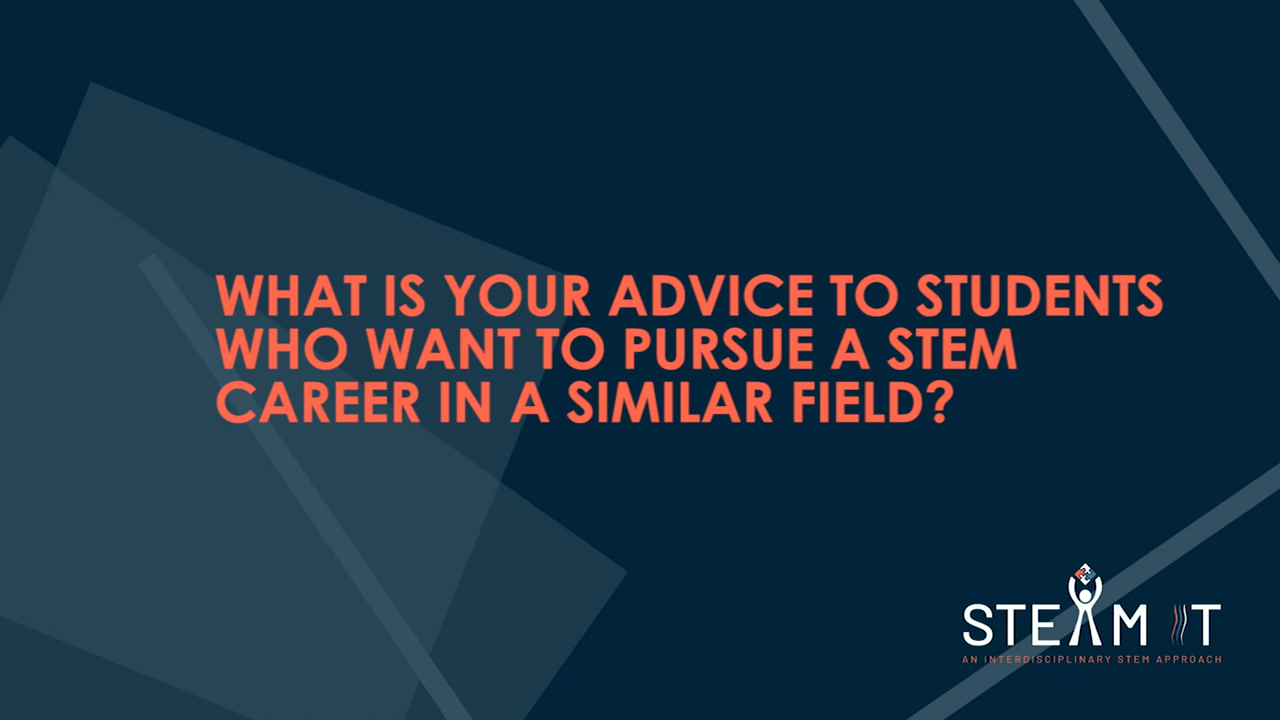 WHAT IS YOUR ADVICE TO STUDENTS
WHO WANT TO PURSUE A STEM
CAREER IN A SIMILAR FIELD?
STEAM IT
AN INTERDISCIPLINARY STEM APPROACH